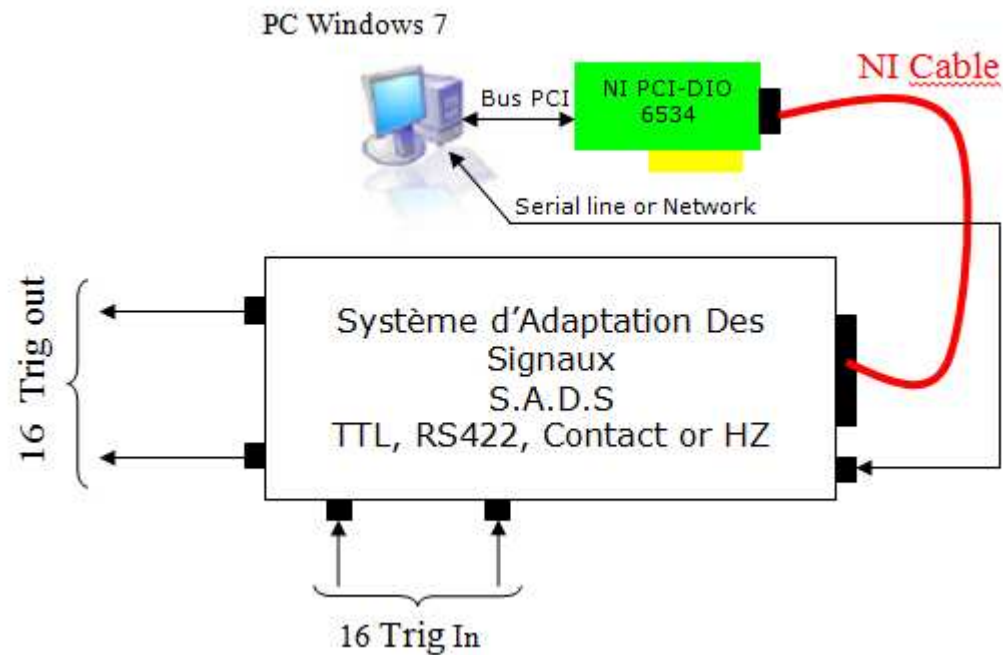 PC Windows 7
NI Cable
NI PCI-DIO
6534
Bus PCI
Serial line or Network
16 Trig out
Système d'Adaptation Des
Signaux
S.A.D.S
TTL, RS422, Contact or HZ
16 Trig In